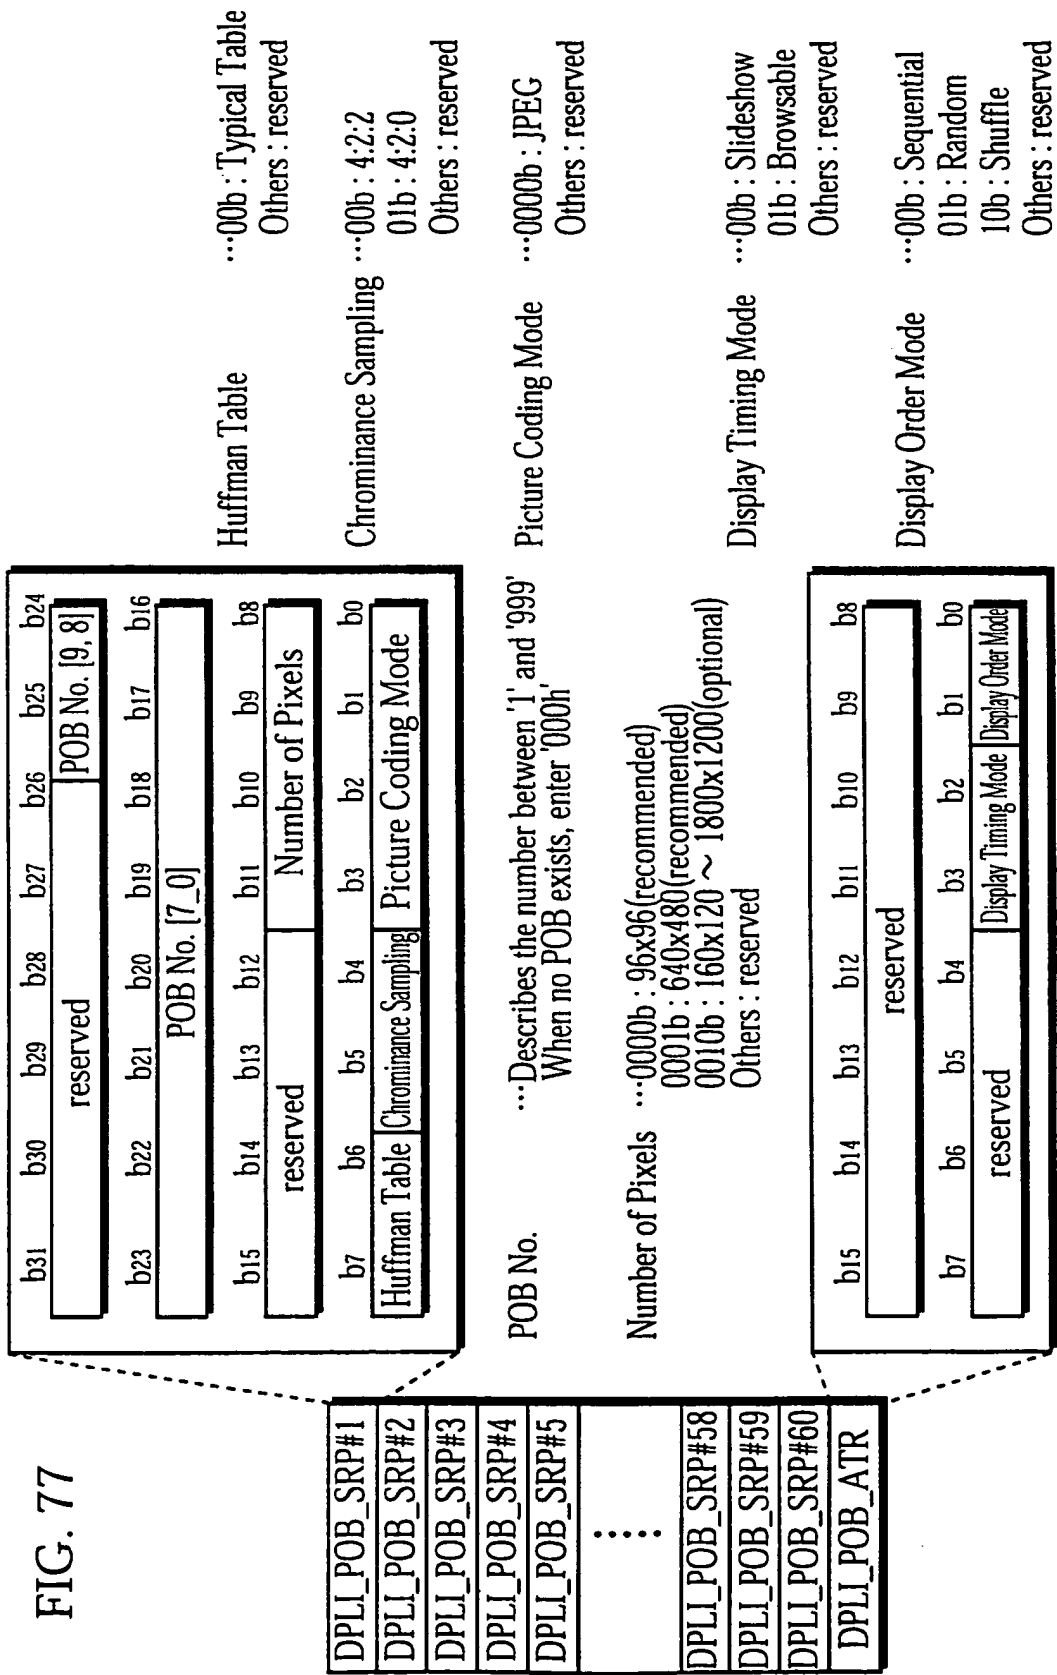 FIG. 77
DPLI_POB_SRP#1
DPLI_POB_SRP#2
DPLI_POB_SRP#3
DPLI_POB_SRP#4
DPLI_POB_SRP#5
.....
DPLI_POB_SRP#58
DPLI_POB_SRP#59
DPLI_POB_SRP#60
DPLI_POB_ATR
b31 b30 b29 b28 b27 b26 b25 b24
reserved POB No. [9, 8]
b23 b22 b21 b20 b19 b18 b17 b16
POB No. [7_0]
b15 b14 b13 b12 b11 b10 b9 b8
reserved Number of Pixels
b7 b6 b5 b4 b3 b2 b1 b0
Huffman Table Chrominance Sampling Picture Coding Mode
POB No. ···Describes the number between '1' and '999'
When no POB exists, enter '000h'
Number of Pixels ···0000b : 96x96(recommended)
0001b : 640x480(recommended)
0010b : 160x120 ~ 1800x1200(optional)
Others : reserved
b15 b14 b13 b12 b11 b10 b9 b8
reserved
b7 b6 b5 b4 b3 b2 b1 b0
reserved Display Timing Mode Display Order Mode
Huffman Table ···00b : Typical Table
Others : reserved
Chrominance Sampling ···00b : 4:2:2
01b : 4:2:0
Others : reserved
Picture Coding Mode ···0000b : JPEG
Others : reserved
Display Timing Mode ···00b : Slideshow
01b : Browsable
Others : reserved
Display Order Mode ···00b : Sequential
01b : Random
10b : Shuffle
Others : reserved